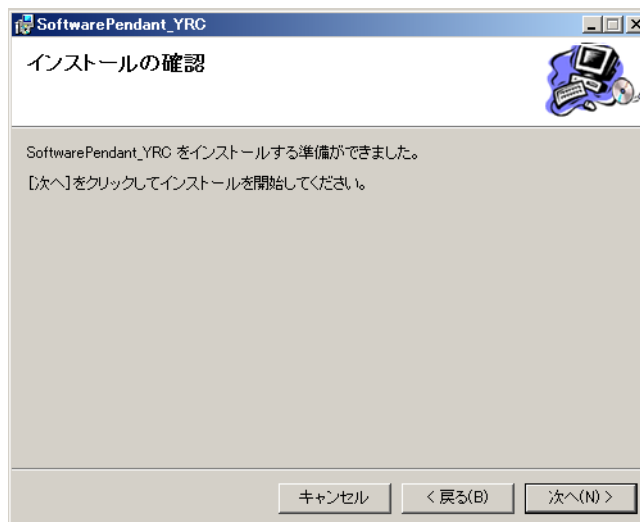 SoftwarePendant_YRC
インストールの確認
SoftwarePendant_YRC をインストールする準備ができました。
[次へ]をクリックしてインストールを開始してください。
キャンセル
< 戻る(B)
次へ(N) >